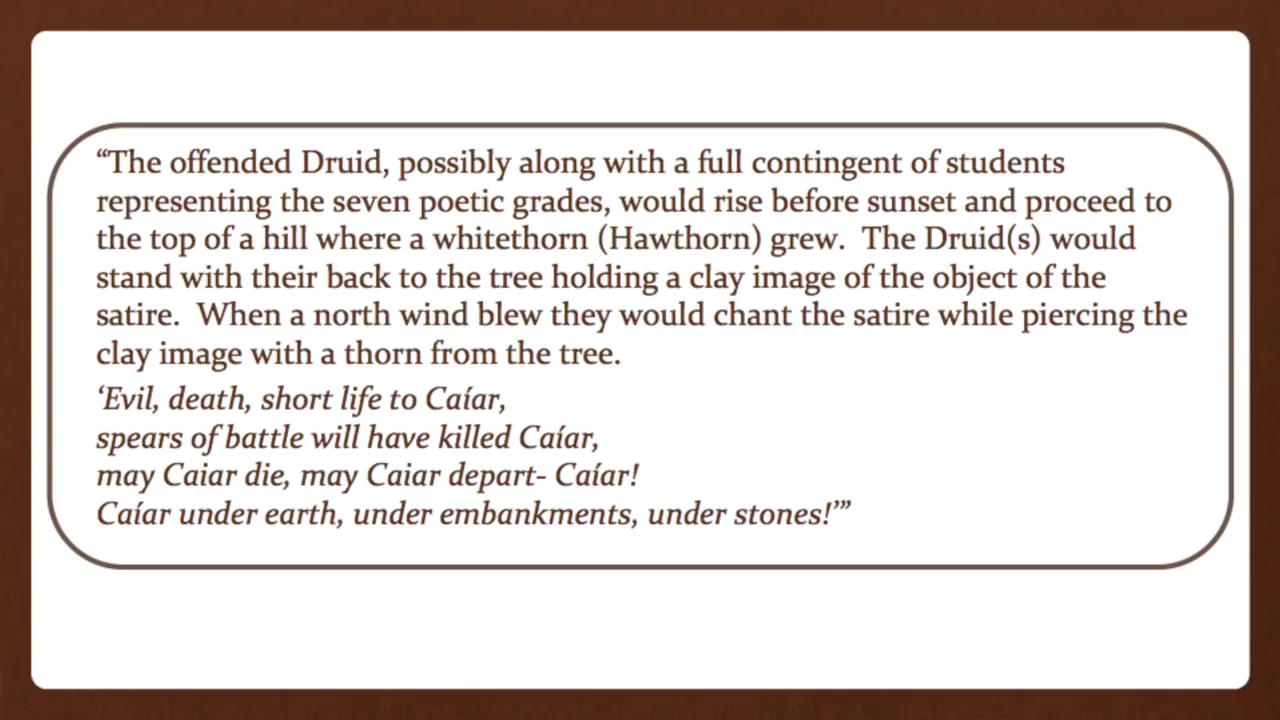 “The offended Druid, possibly along with a full contingent of students
representing the seven poetic grades, would rise before sunset and proceed to
the top of a hill where a whitethorn (Hawthorn) grew.  The Druid(s) would
stand with their back to the tree holding a clay image of the object of the
satire.  When a north wind blew they would chant the satire while piercing the
clay image with a thorn from the tree.
‘Evil, death, short life to Caíar,
spears of battle will have killed Caíar,
may Caiar die, may Caiar depart- Caíar!
Caíar under earth, under embankments, under stones!’”